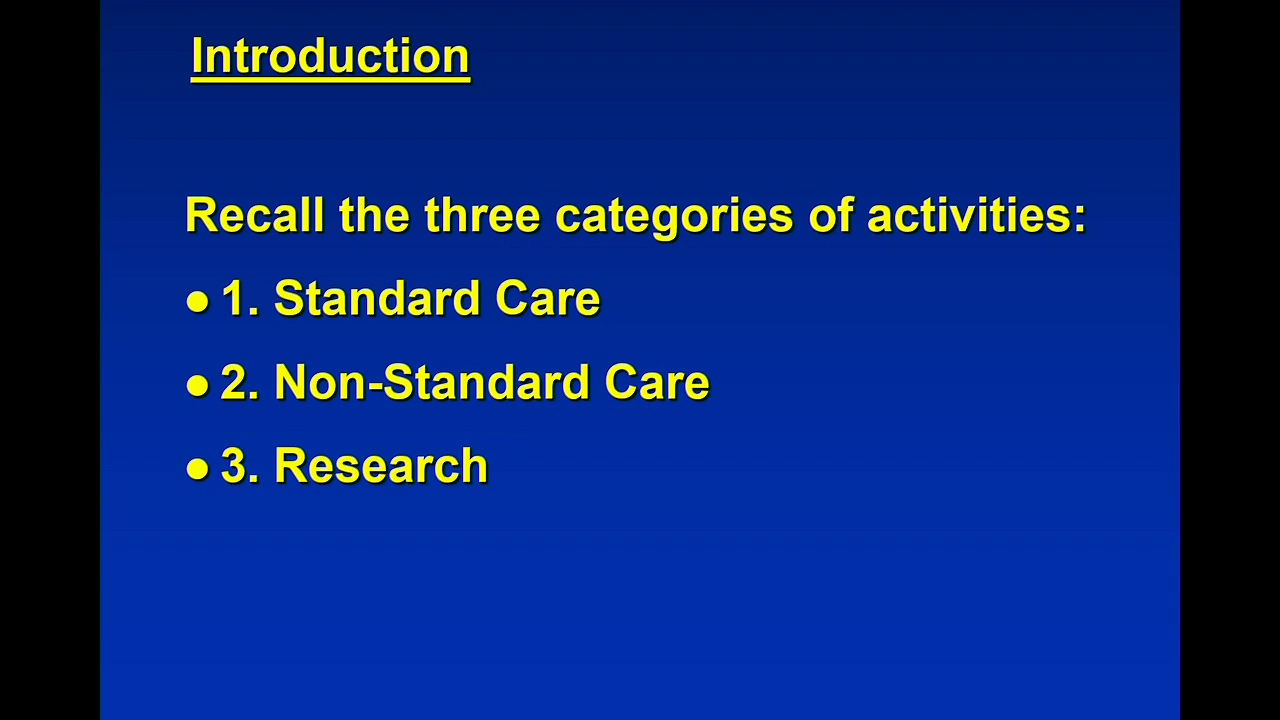 Introduction
Recall the three categories of activities:
● 1. Standard Care
● 2. Non-Standard Care
● 3. Research